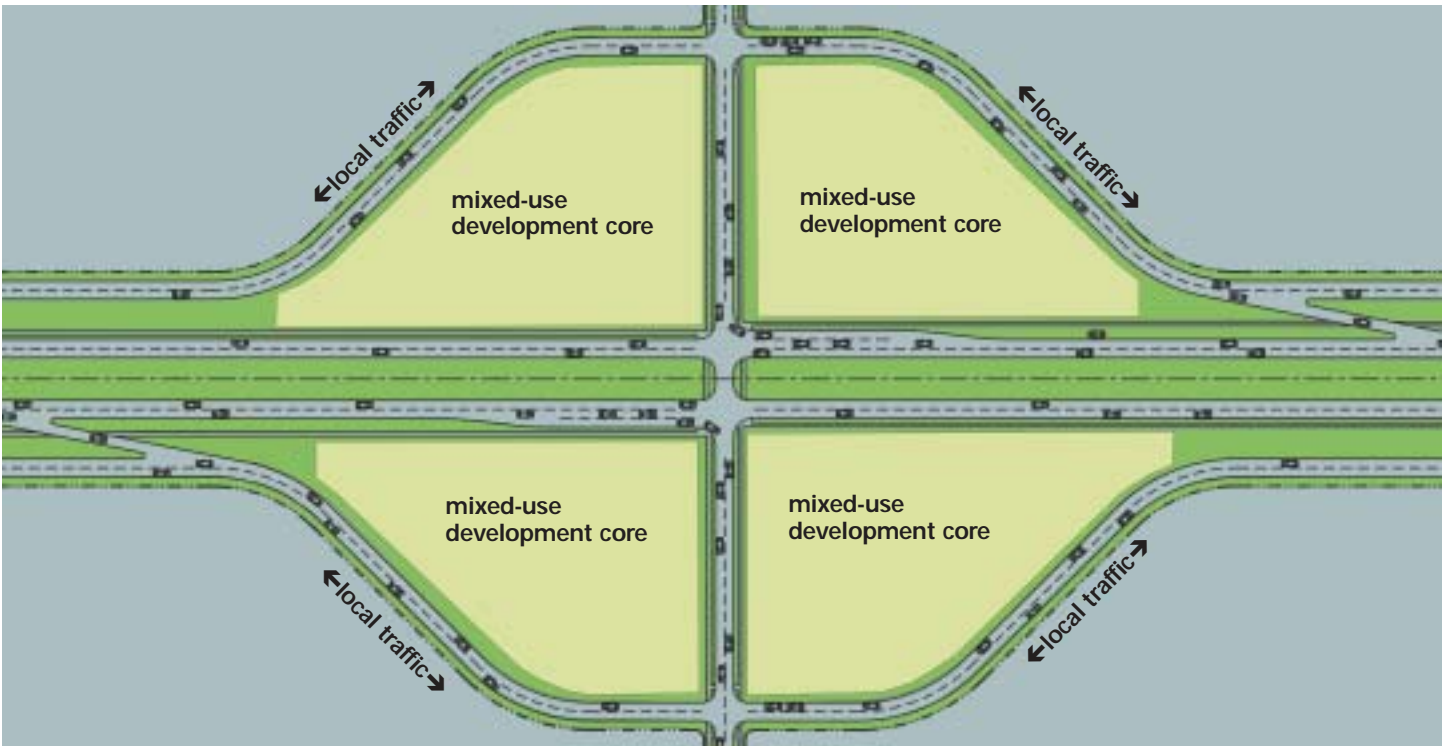 ←local traffic→
←local traffic→
mixed-use
development core
mixed-use
development core
mixed-use
development core
mixed-use
development core
←local traffic→
←local traffic→